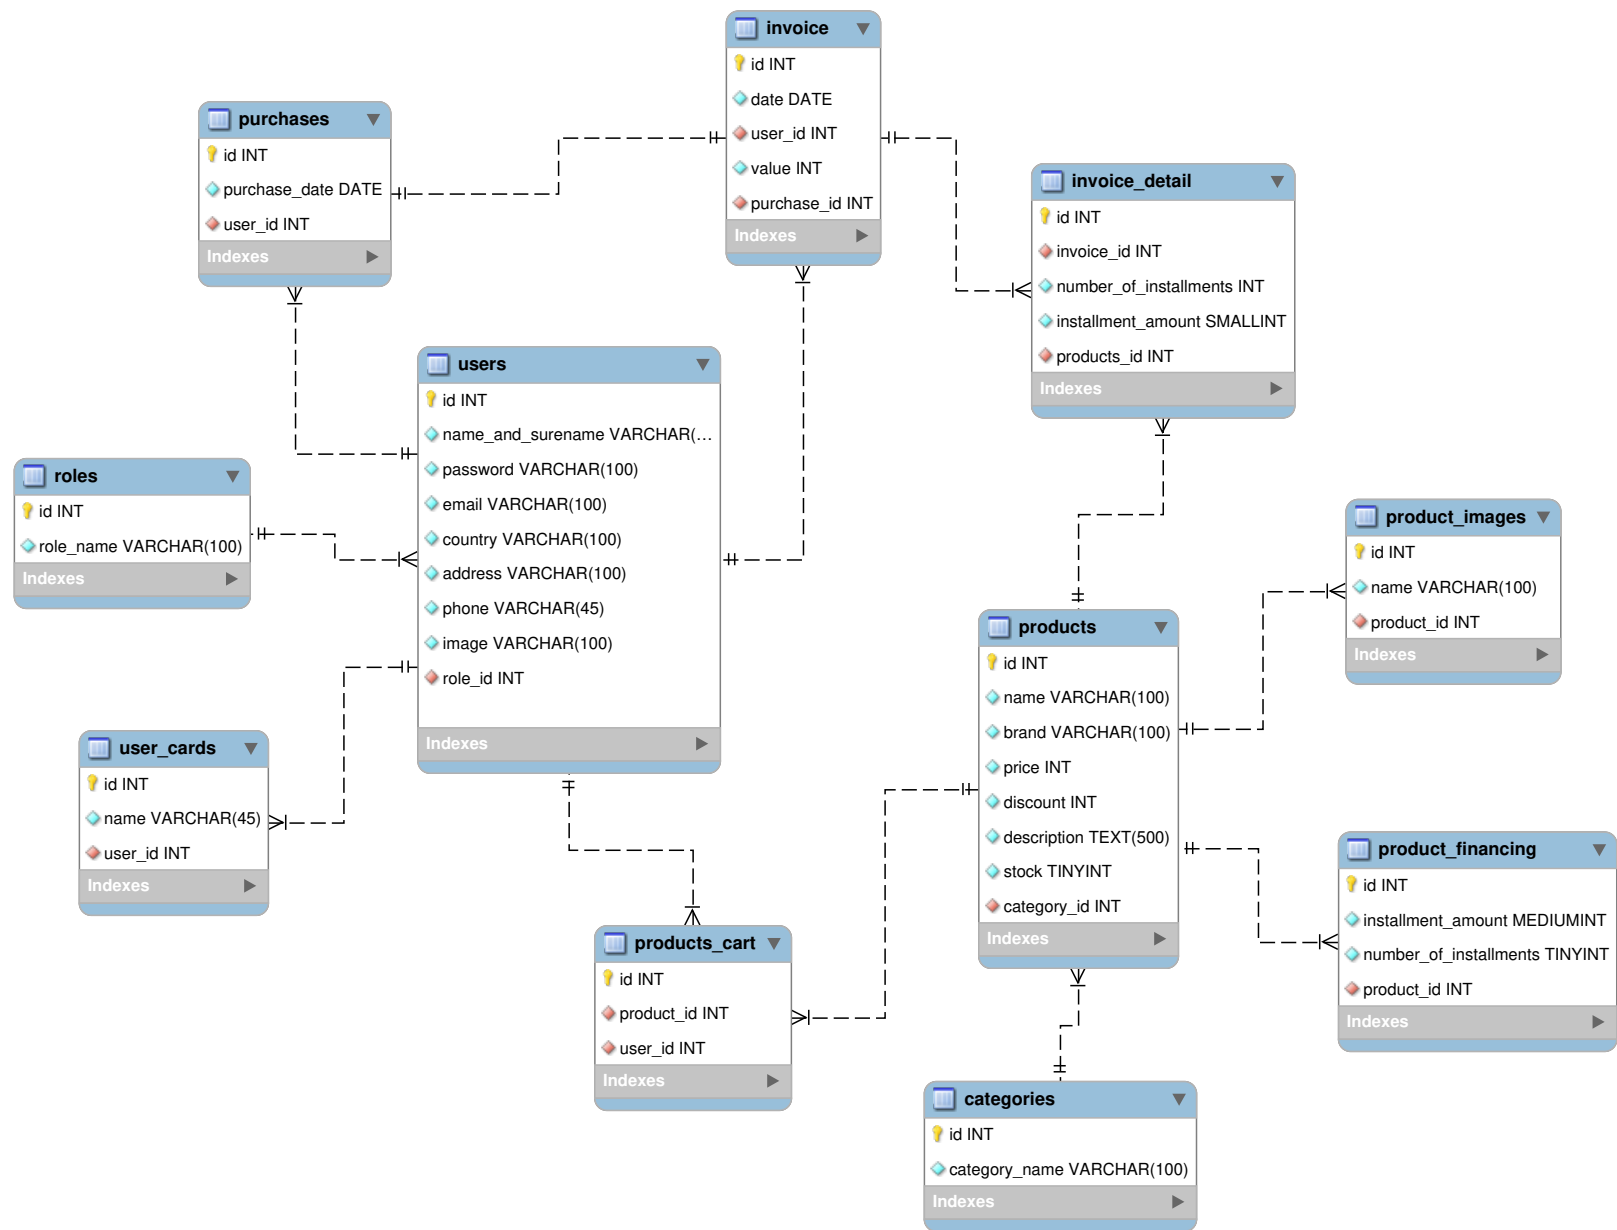 invoice
id INT
date DATE
user_id INT
value INT
purchase_id INT
Indexes
purchases
id INT
purchase_date DATE
user_id INT
Indexes
invoice_detail
id INT
invoice_id INT
number_of_installments INT
installment_amount SMALLINT
products_id INT
Indexes
users
id INT
name_and_surename VARCHAR(...
password VARCHAR(100)
email VARCHAR(100)
country VARCHAR(100)
address VARCHAR(100)
phone VARCHAR(45)
image VARCHAR(100)
role_id INT
Indexes
roles
id INT
role_name VARCHAR(100)
Indexes
product_images
id INT
name VARCHAR(100)
product_id INT
Indexes
products
id INT
name VARCHAR(100)
brand VARCHAR(100)
price INT
discount INT
description TEXT(500)
stock TINYINT
category_id INT
Indexes
user_cards
id INT
name VARCHAR(45)
user_id INT
Indexes
product_financing
id INT
installment_amount MEDIUMINT
number_of_installments TINYINT
product_id INT
Indexes
products_cart
id INT
product_id INT
user_id INT
Indexes
categories
id INT
category_name VARCHAR(100)
Indexes